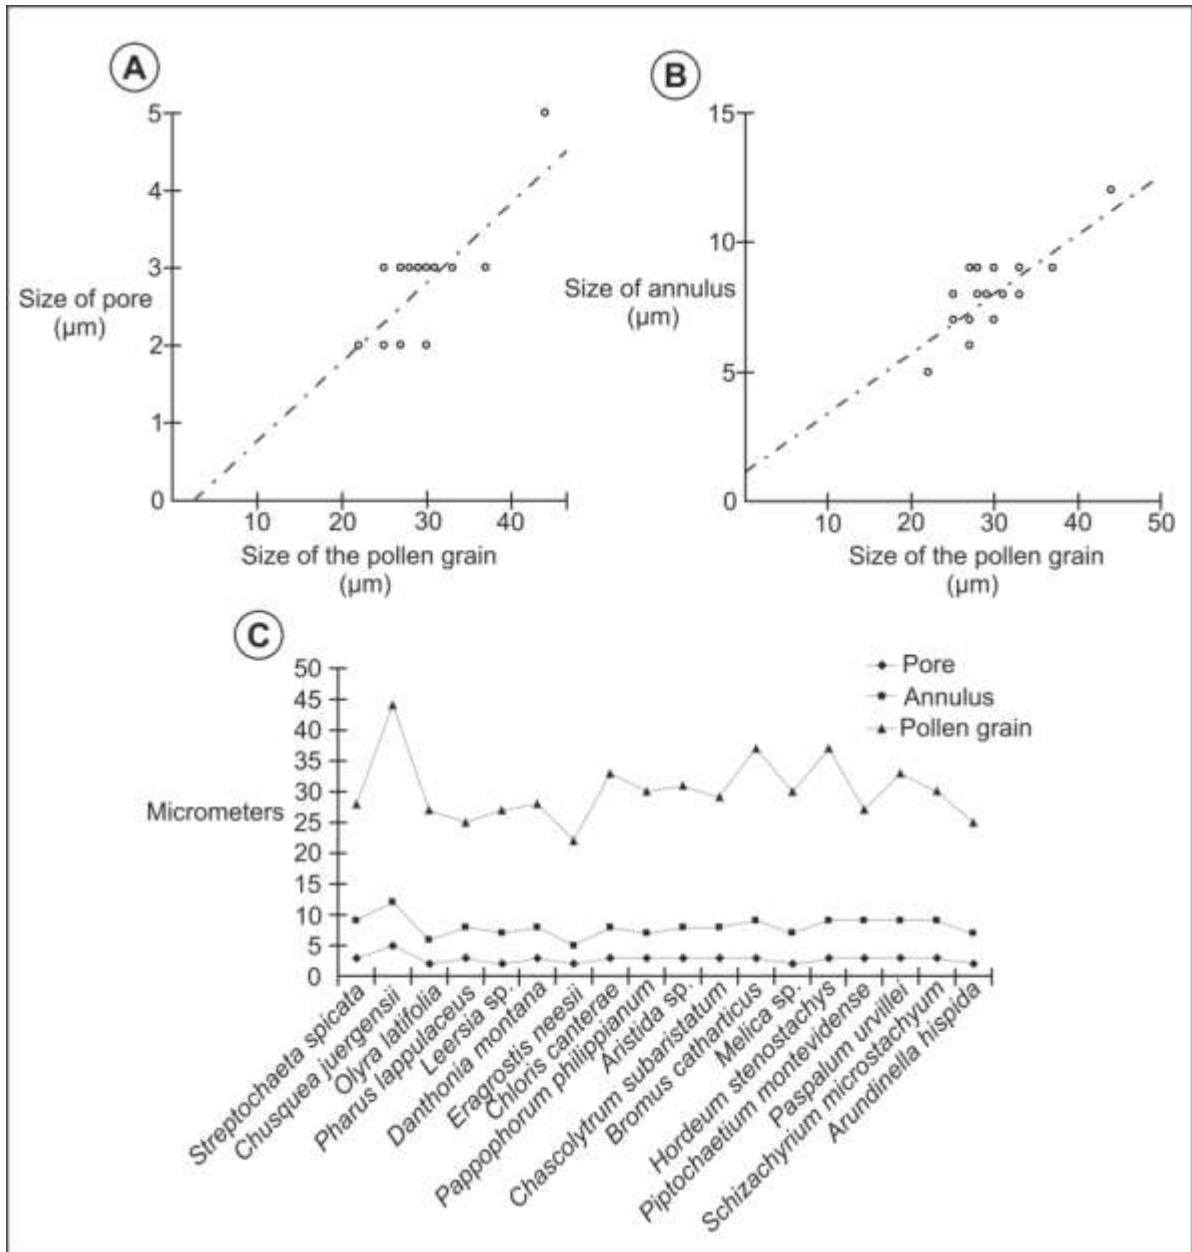 A
5
4
3
2
1
0
Size of pore
(µm)
10 20 30 40
Size of the pollen grain
(µm)
B
15
10
5
0
Size of annulus
(µm)
10 20 30 40 50
Size of the pollen grain
(µm)
C
50
45
40
35
30
25
20
15
10
5
0
Micrometers
Pore
Annulus
Pollen grain
Streptochaeta spicata
Chusquea juergensii
Olyra latifolia
Pharus lappulaceus
Leersia sp.
Danthonia montana
Eragrostis neesii
Chloris canterae
Pappophorum philippianum
Aristida sp.
Chascolytrum subaristatum
Bromus catharticus
Melica sp.
Hordeum stenostachys
Piptochaetium montevidense
Paspalum urvillei
Schizachyrium microstachyum
Arundinella hispida